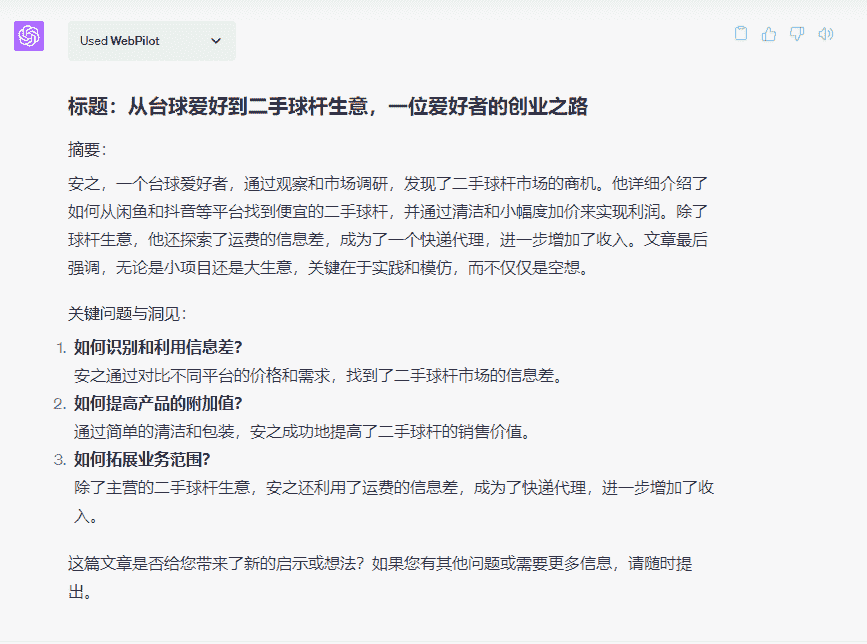 Used WebPilot
标题：从台球爱好到二手球杆生意，一位爱好者的创业之路
摘要：
安之，一个台球爱好者，通过观察和市场调研，发现了二手球杆市场的商机。他详细介绍了
如何从闲鱼和抖音等平台找到便宜的二手球杆，并通过清洁和小幅度加价来实现利润。除了
球杆生意，他还探索了运费的信息差，成为了一个快递代理，进一步增加了收入。文章最后
强调，无论是小项目还是大生意，关键在于实践和模仿，而不仅仅是空想。
关键问题与洞见：
1. 如何识别和利用信息差？
安之通过对比不同平台的价格和需求，找到了二手球杆市场的信息差。
2. 如何提高产品的附加值？
通过简单的清洁和包装，安之成功地提高了二手球杆的销售价值。
3. 如何拓展业务范围？
除了主营的二手球杆生意，安之还利用了运费的信息差，成为了快递代理，进一步增加了收
入。
这篇文章是否给您带来了新的启示或想法？如果您有其他问题或需要更多信息，请随时提
出。